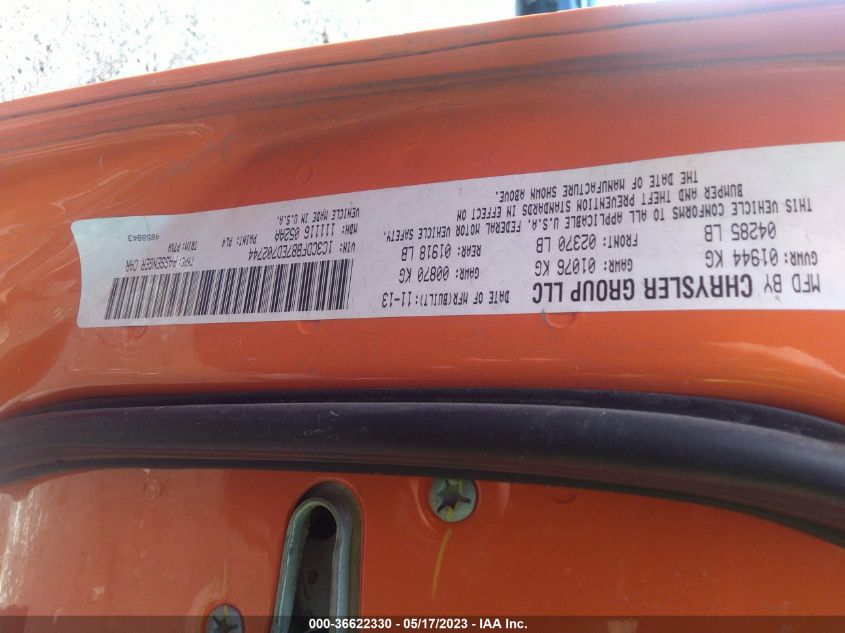 MFD BY CHRYSLER GROUP LLC
DATE OF MFR(BUILT): 11-13
GVWR: 01944 KG
04285 LB
GAWR: 01076 KG
FRONT: 02370 LB
GAWR: 00870 KG
REAR: 01918 LB
THIS VEHICLE CONFORMS TO ALL APPLICABLE U.S.A. FEDERAL MOTOR VEHICLE SAFETY,
BUMPER AND THEFT PREVENTION STANDARDS IN EFFECT ON
THE DATE OF MANUFACTURE SHOWN ABOVE.
VIN: 1C3CDFBB7ED702744
TYPE:PASSENGER CAR
MDH: 111116 052AA
PAINT: PL4
VEHICLE MADE IN U.S.A.
4858843
000-36622330 - 05/17/2023 - IAA Inc.